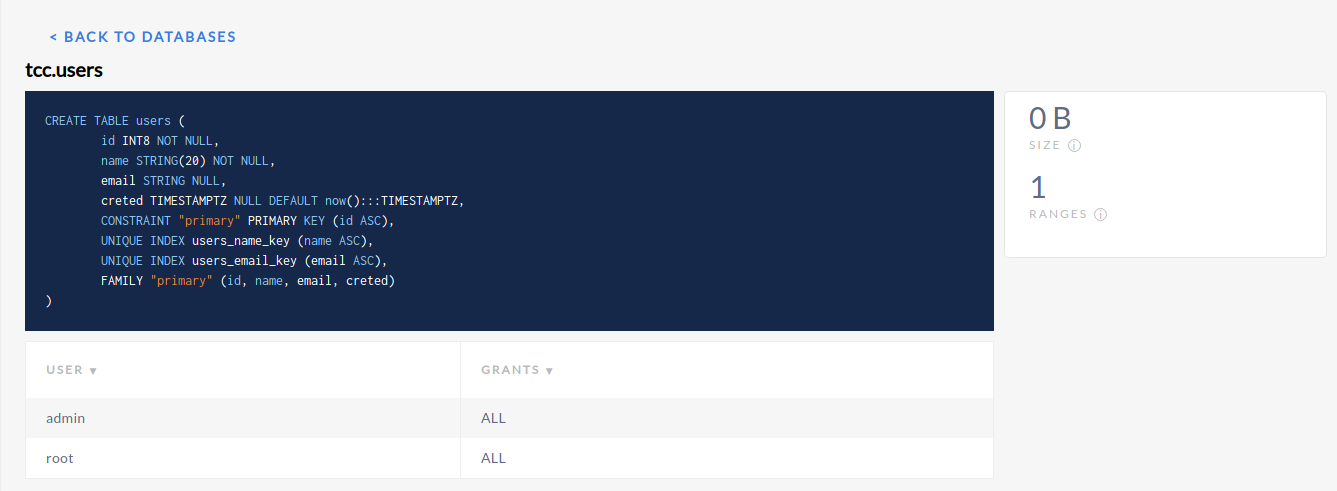 < BACK TO DATABASES
tcc.users
CREATE TABLE users (
id INT8 NOT NULL,
name STRING(20) NOT NULL,
email STRING NULL,
creted TIMESTAMPTZ NULL DEFAULT now():::TIMESTAMPTZ,
CONSTRAINT "primary" PRIMARY KEY (id ASC),
UNIQUE INDEX users_name_key (name ASC),
UNIQUE INDEX users_email_key (email ASC),
FAMILY "primary" (id, name, email, creted)
)
0 B
SIZE ⓘ
1
RANGES ⓘ
USER ▼ GRANTS ▼
admin ALL
root ALL